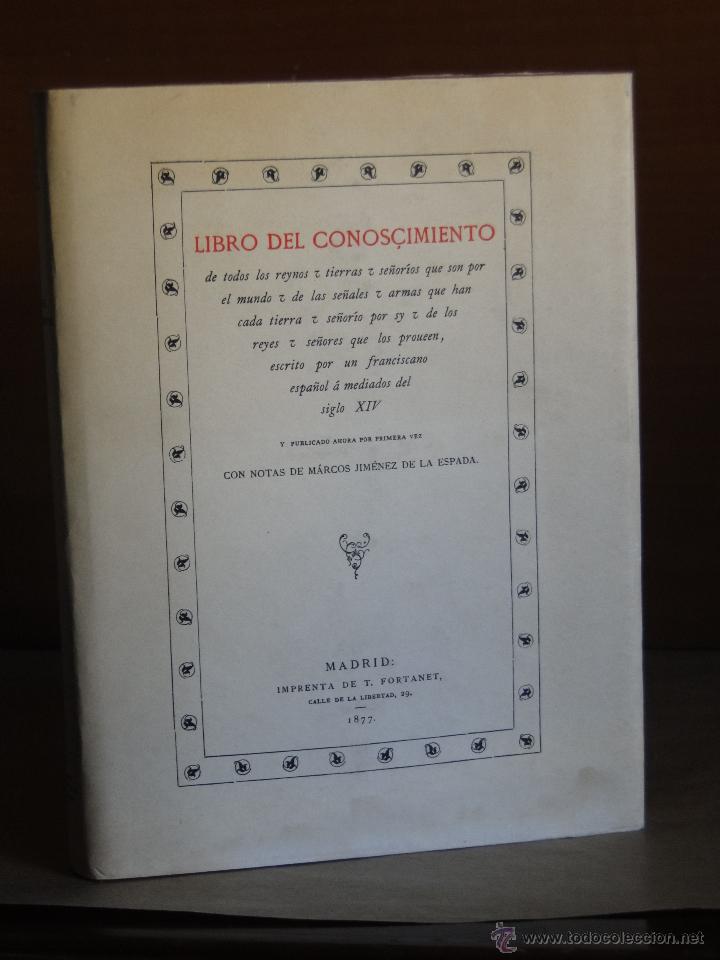 LIBRO DEL CONOSÇIMIENTO
de todos los reynos ꞇ tierras ꞇ señoríos que son por
el mundo ꞇ de las señales ꞇ armas que han
cada tierra ꞇ señorío por sy ꞇ de los
reyes ꞇ señores que los proueen,
escrito por un franciscano
español á mediados del
siglo XIV
Y PUBLICADO AHORA POR PRIMERA VEZ
CON NOTAS DE MÁRCOS JIMÉNEZ DE LA ESPADA.
MADRID:
IMPRENTA DE T. FORTANET,
CALLE DE LA LIBERTAD, 29.
1877.
© www.todocoleccion.net